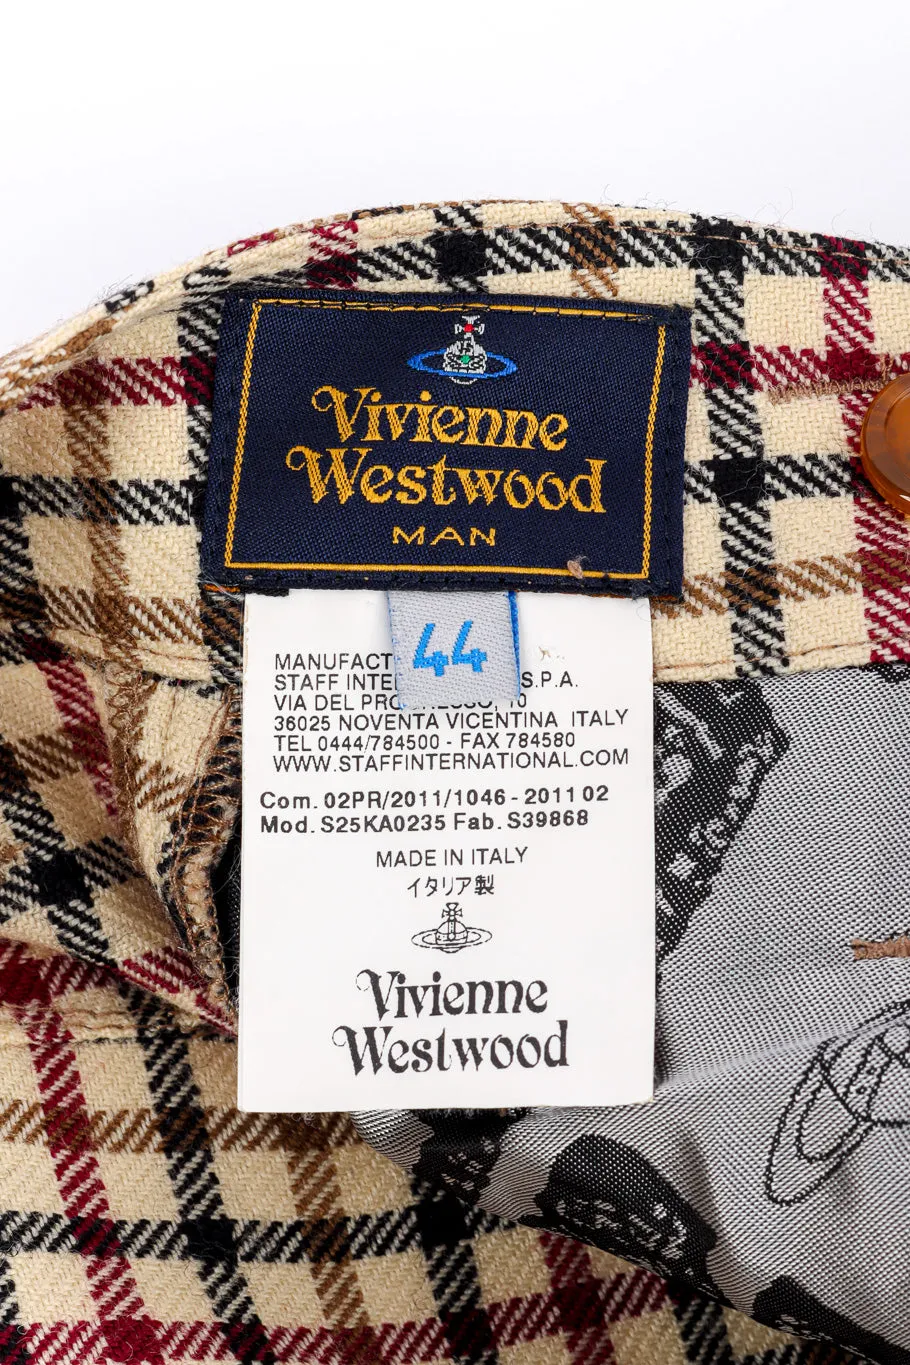 Vivienne
Westwood
MAN
44
MANUFACT
STAFF INTE S.P.A.
VIA DEL PROGRESSO, 10
36025 NOVENTA VICENTINA ITALY
TEL 0444/784500 - FAX 784580
WWW.STAFFINTERNATIONAL.COM
Com. 02PR/2011/1046 - 2011 02
Mod. S25KA0235 Fab. S39868
MADE IN ITALY
イタリア製
Vivienne
Westwood